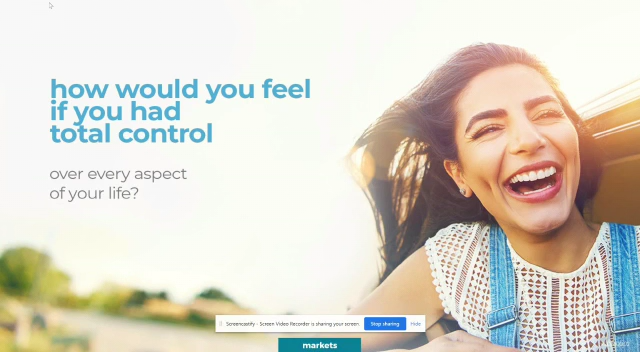 how would you feel
if you had
total control
over every aspect
of your life?
Screencastify - Screen Video Recorder is sharing your screen.
Stop sharing
Hide
markets